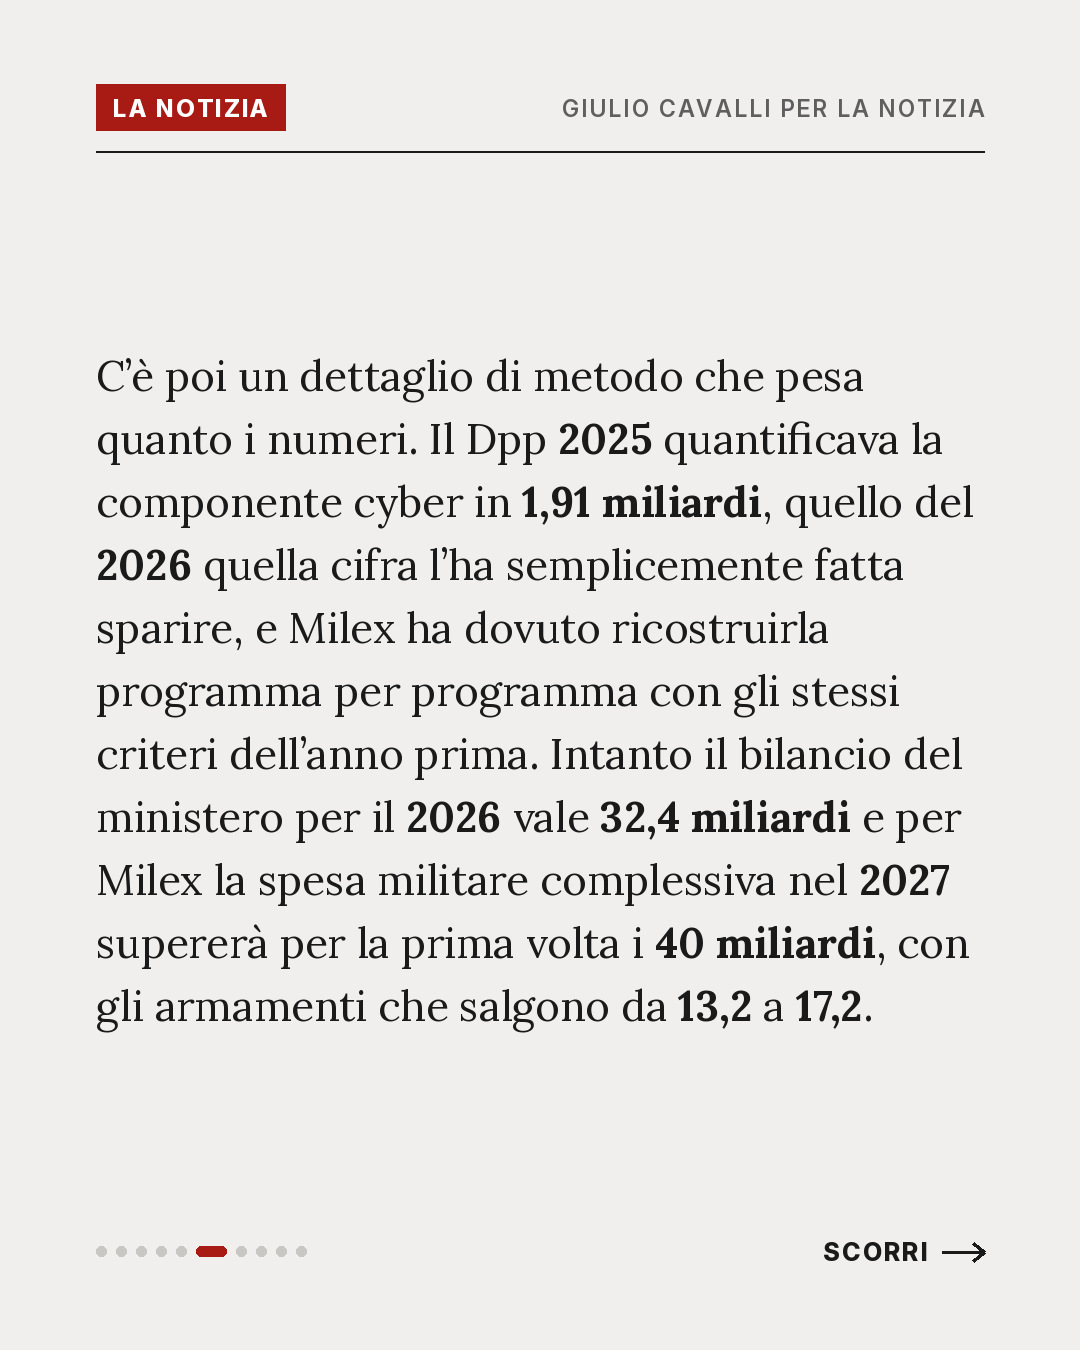 LA NOTIZIA
GIULIO CAVALLI PER LA NOTIZIA
C’è poi un dettaglio di metodo che pesa
quanto i numeri. Il Dpp 2025 quantificava la
componente cyber in 1,91 miliardi, quello del
2026 quella cifra l’ha semplicemente fatta
sparire, e Milex ha dovuto ricostruirla
programma per programma con gli stessi
criteri dell’anno prima. Intanto il bilancio del
ministero per il 2026 vale 32,4 miliardi e per
Milex la spesa militare complessiva nel 2027
supererà per la prima volta i 40 miliardi, con
gli armamenti che salgono da 13,2 a 17,2.
SCORRI